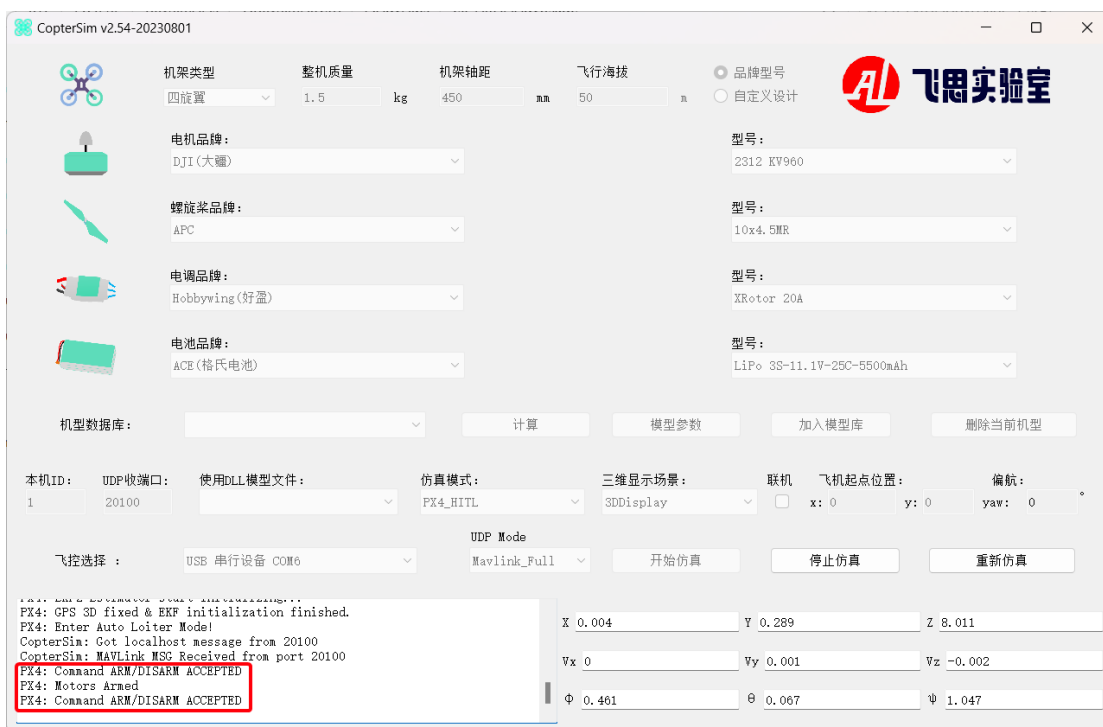 CopterSim v2.54-20230801
机架类型 整机质量 机架轴距 飞行海拔 品牌型号
四旋翼 1.5 kg 450 mm 50 m 自定义设计
飞思实验室
电机品牌： 型号：
DJI(大疆) 2312 KV960
螺旋桨品牌： 型号：
APC 10x4.5MR
电调品牌： 型号：
Hobbywing(好盈) XRotor 20A
电池品牌： 型号：
ACE(格氏电池) LiPo 3S-11.1V-25C-5500mAh
机型数据库： 计算 模型参数 加入模型库 删除当前机型
本机ID： UDP收端口： 使用DLL模型文件： 仿真模式： 三维显示场景： 联机 飞机起点位置： 偏航：
1 20100 PX4_HITL 3DDisplay x: 0 y: 0 yaw: 0 °
UDP Mode
飞控选择 ： USB 串行设备 COM6 Mavlink_Full 开始仿真 停止仿真 重新仿真
PX4: GPS 3D fixed & EKF initialization finished.
PX4: Enter Auto Loiter Mode!
CopterSim: Got localhost message from 20100
CopterSim: MAVLink MSG Received from port 20100
PX4: Command ARM/DISARM ACCEPTED
PX4: Motors Armed
PX4: Command ARM/DISARM ACCEPTED
X 0.004 Y 0.289 Z 8.011
Vx 0 Vy 0.001 Vz -0.002
Φ 0.461 θ 0.067 Ψ 1.047